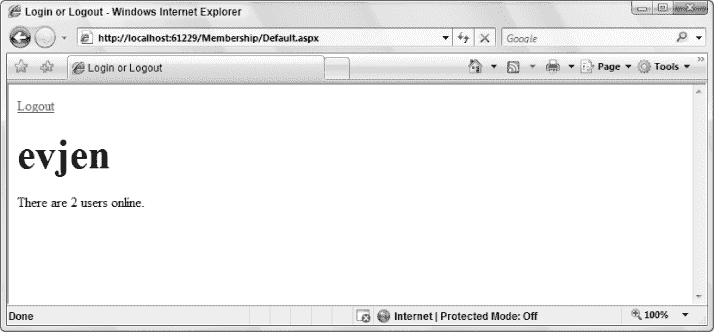 Login or Logout - Windows Internet Explorer
http://localhost:61229/Membership/Default.aspx
Google
Login or Logout
Page
Tools
Logout
evjen
There are 2 users online.
Done
Internet | Protected Mode: Off
100%